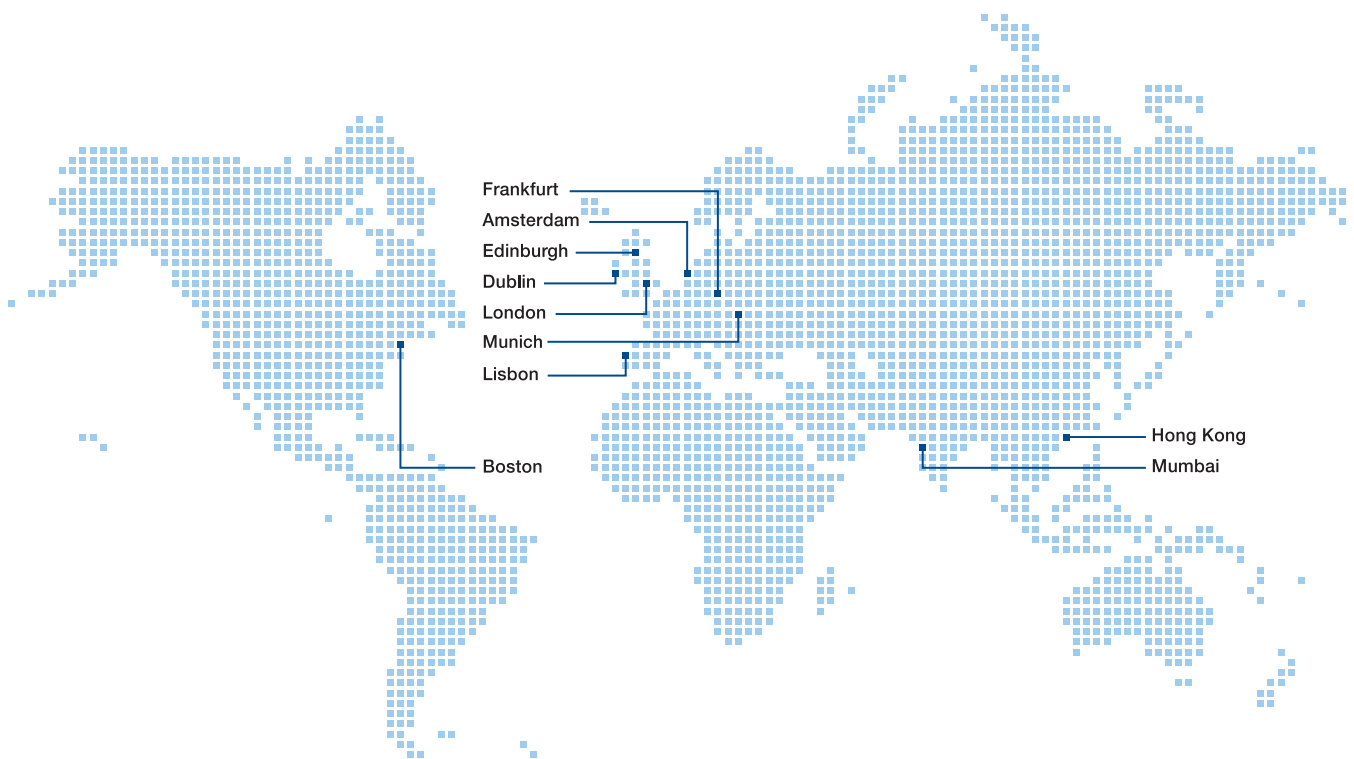 Frankfurt
Amsterdam
Edinburgh
Dublin
London
Munich
Lisbon
Boston
Hong Kong
Mumbai